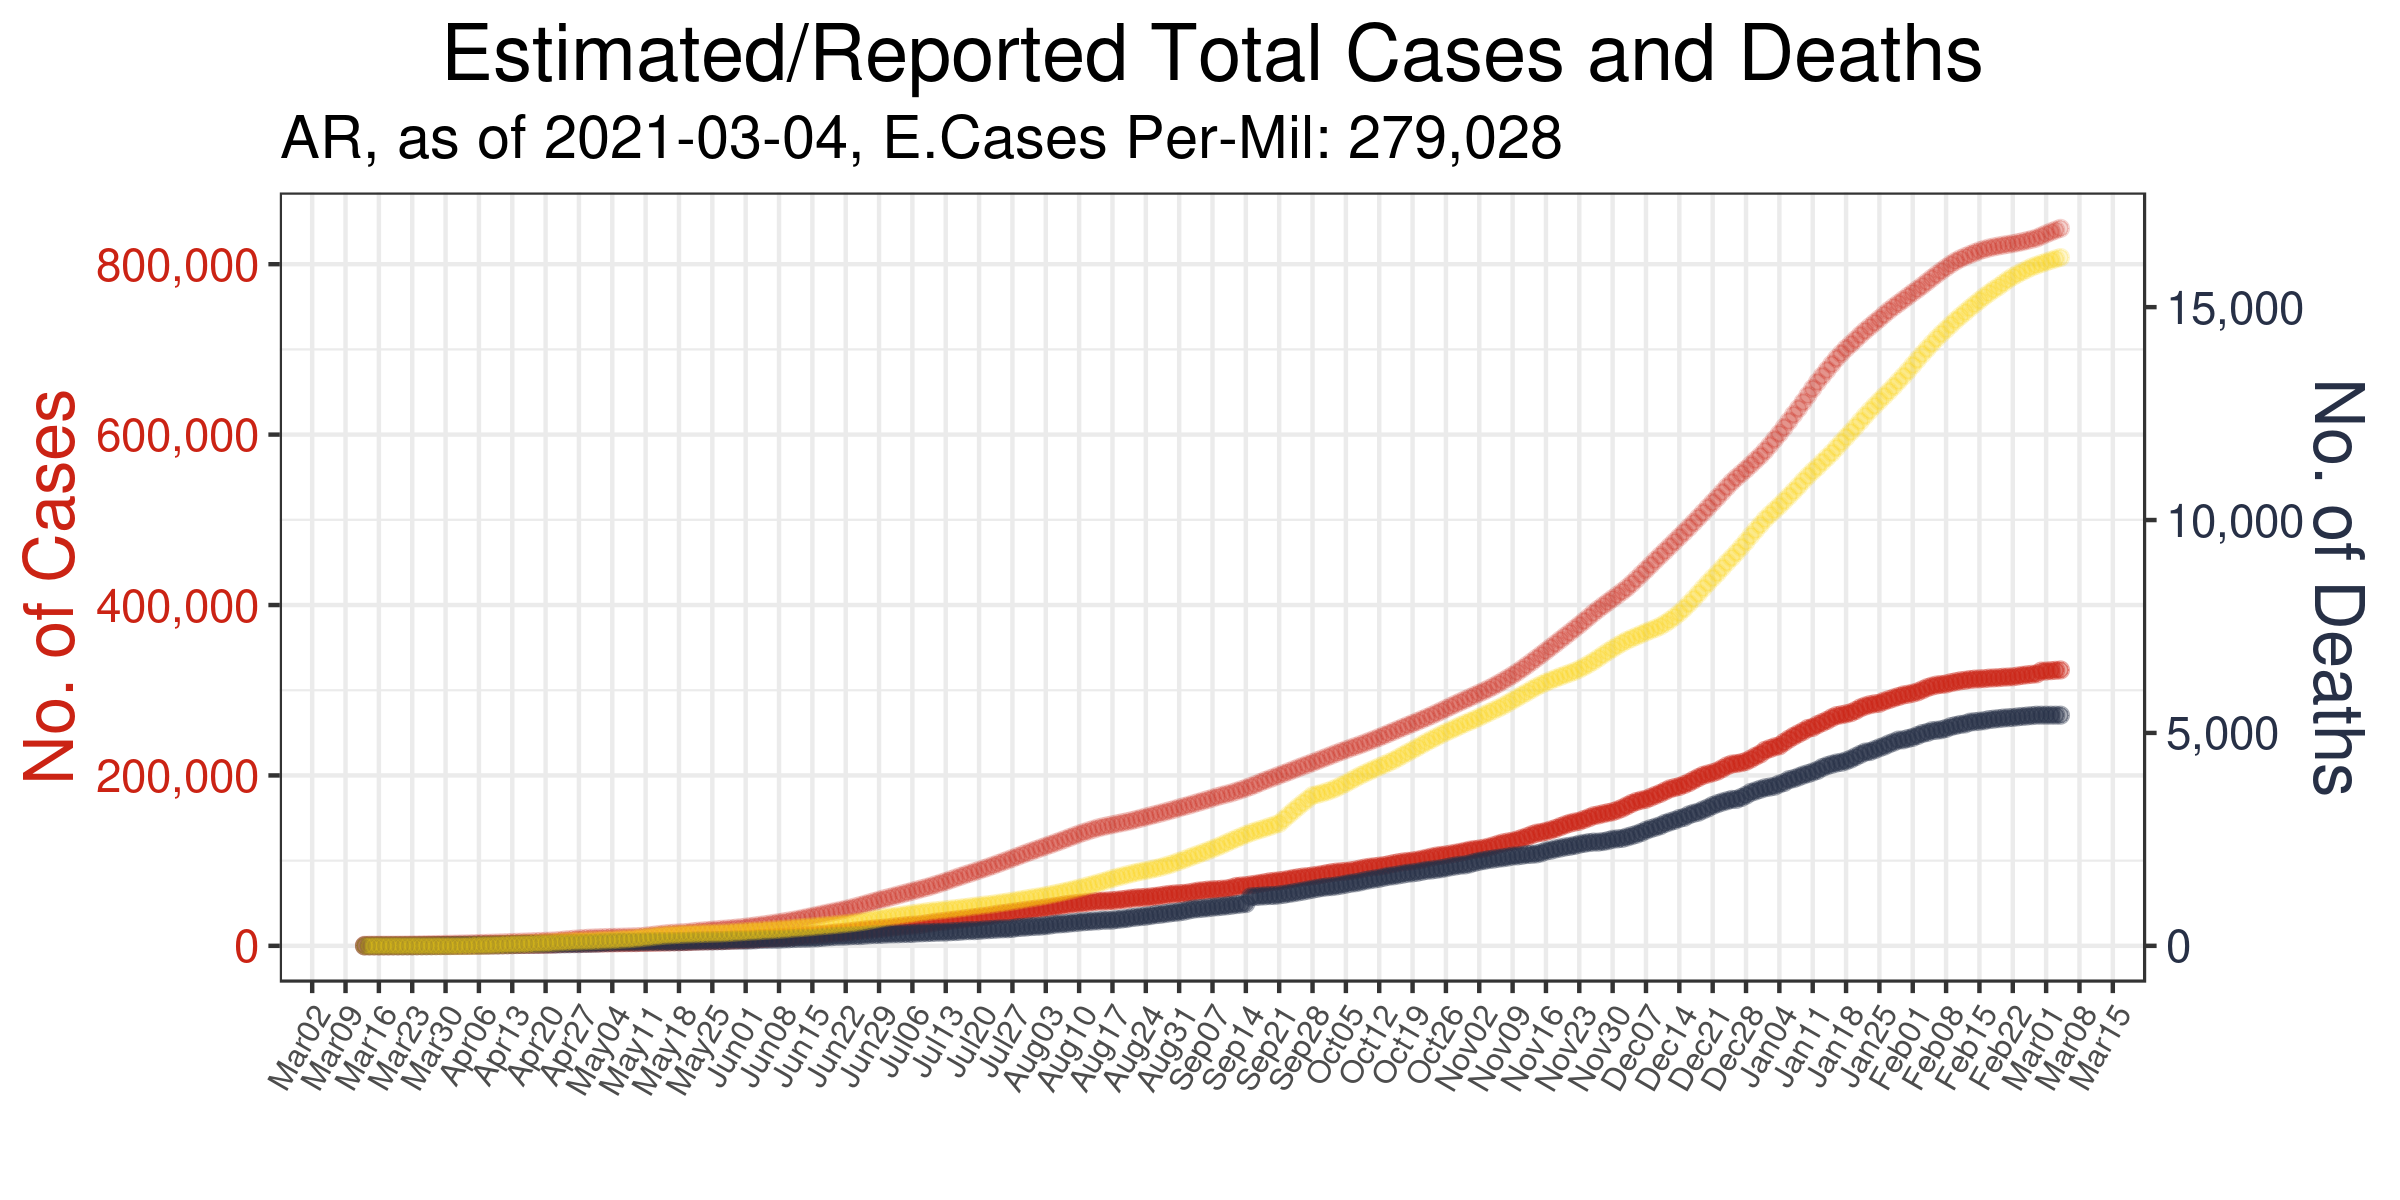 Estimated/Reported Total Cases and Deaths
AR, as of 2021-03-04, E.Cases Per-Mil: 279,028
No. of Cases
800,000
600,000
400,000
200,000
0
15,000
10,000
5,000
0
No. of Deaths
Mar02
Mar09
Mar16
Mar23
Mar30
Apr06
Apr13
Apr20
Apr27
May04
May11
May18
May25
Jun01
Jun08
Jun15
Jun22
Jun29
Jul06
Jul13
Jul20
Jul27
Aug03
Aug10
Aug17
Aug24
Aug31
Sep07
Sep14
Sep21
Sep28
Oct05
Oct12
Oct19
Oct26
Nov02
Nov09
Nov16
Nov23
Nov30
Dec07
Dec14
Dec21
Dec28
Jan04
Jan11
Jan18
Jan25
Feb01
Feb08
Feb15
Feb22
Mar01
Mar08
Mar15